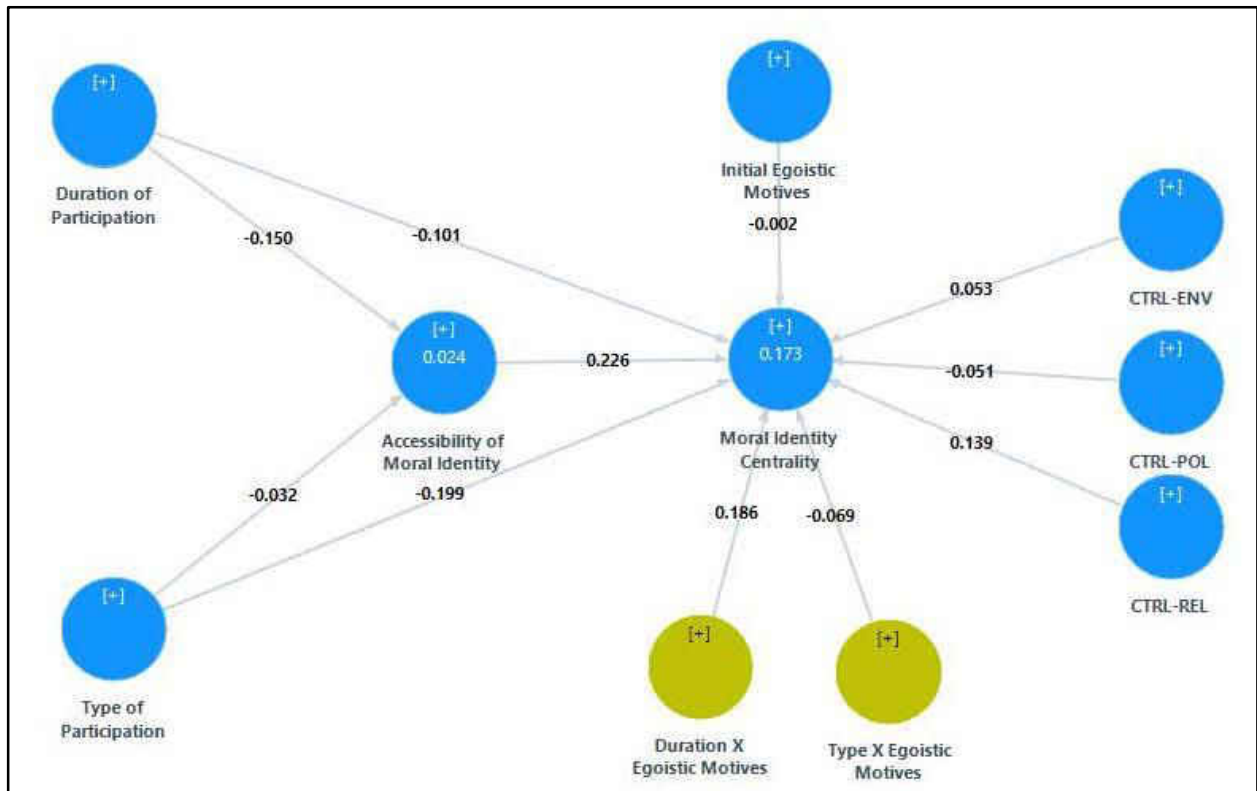 [+]
Duration of
Participation
-0.150
-0.101
[+]
Initial Egoistic
Motives
-0.002
[+]
CTRL-ENV
0.053
[+]
0.024
Accessibility of
Moral Identity
0.226
[+]
0.173
Moral Identity
Centrality
-0.051
[+]
CTRL-POL
0.139
[+]
CTRL-REL
-0.032
-0.199
[+]
Type of
Participation
0.186
-0.069
[+]
Duration X
Egoistic Motives
[+]
Type X Egoistic
Motives